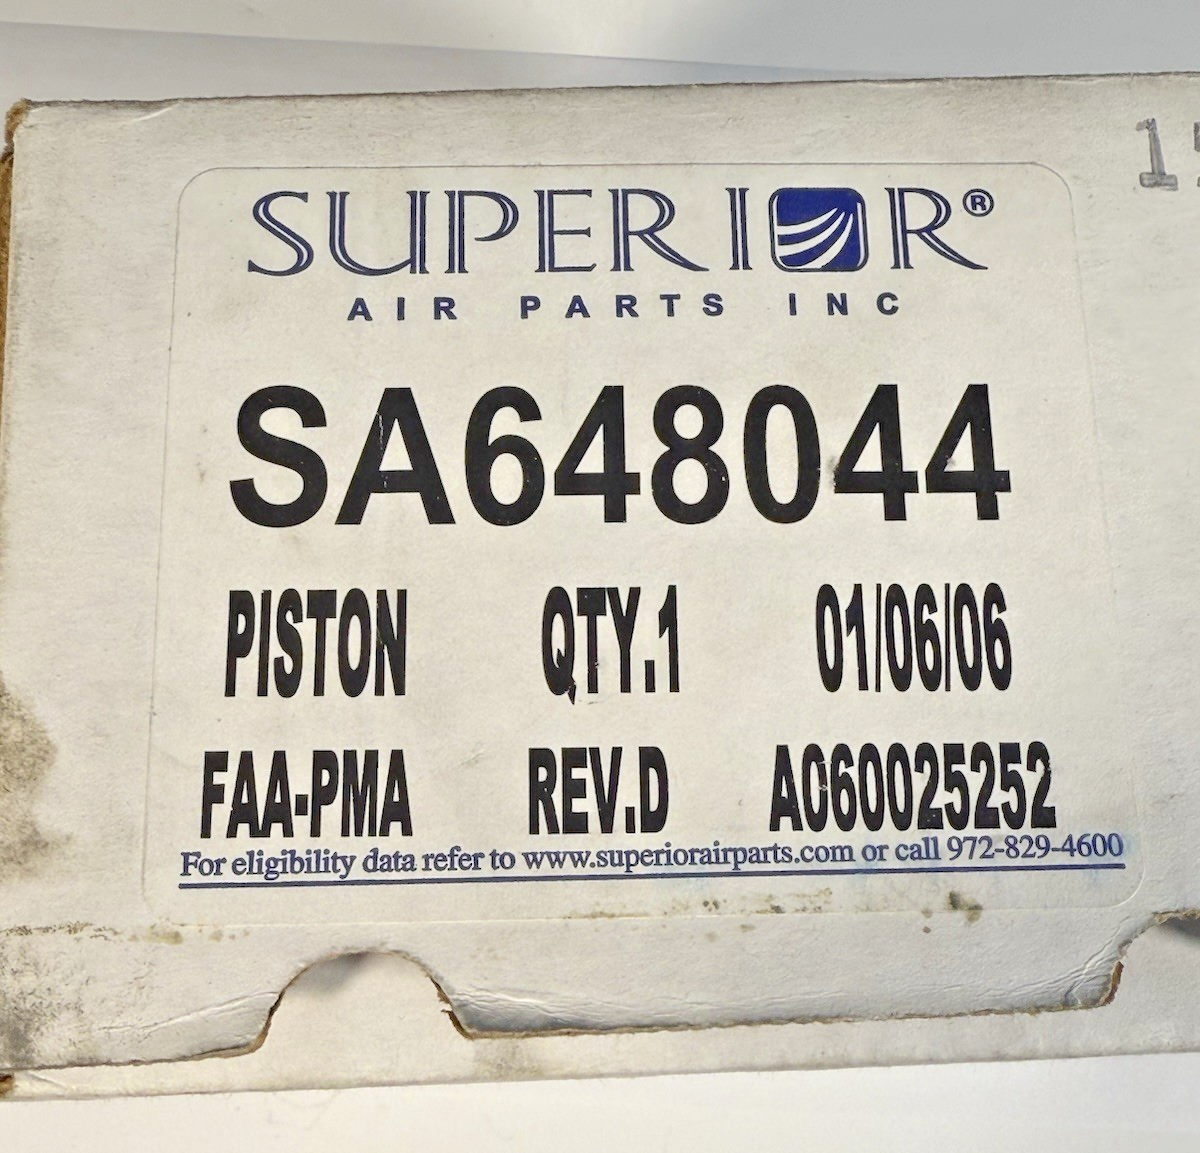 SUPERIOR®
AIR PARTS INC
SA648044
PISTON QTY.1 01/06/06
FAA-PMA REV.D A060025252
For eligibility data refer to www.superiorairparts.com or call 972-829-4600